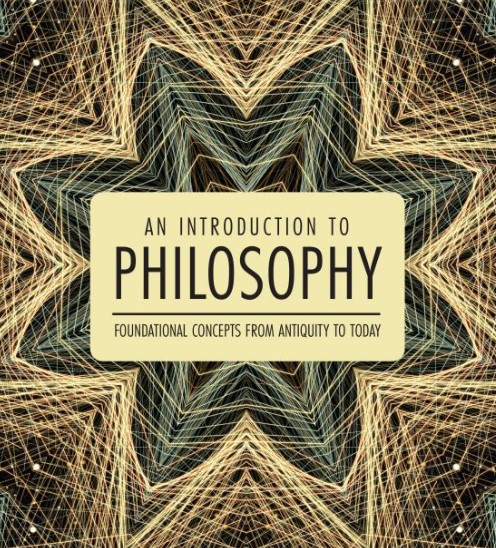 AN INTRODUCTION TO
PHILOSOPHY
FOUNDATIONAL CONCEPTS FROM ANTIQUITY TO TODAY